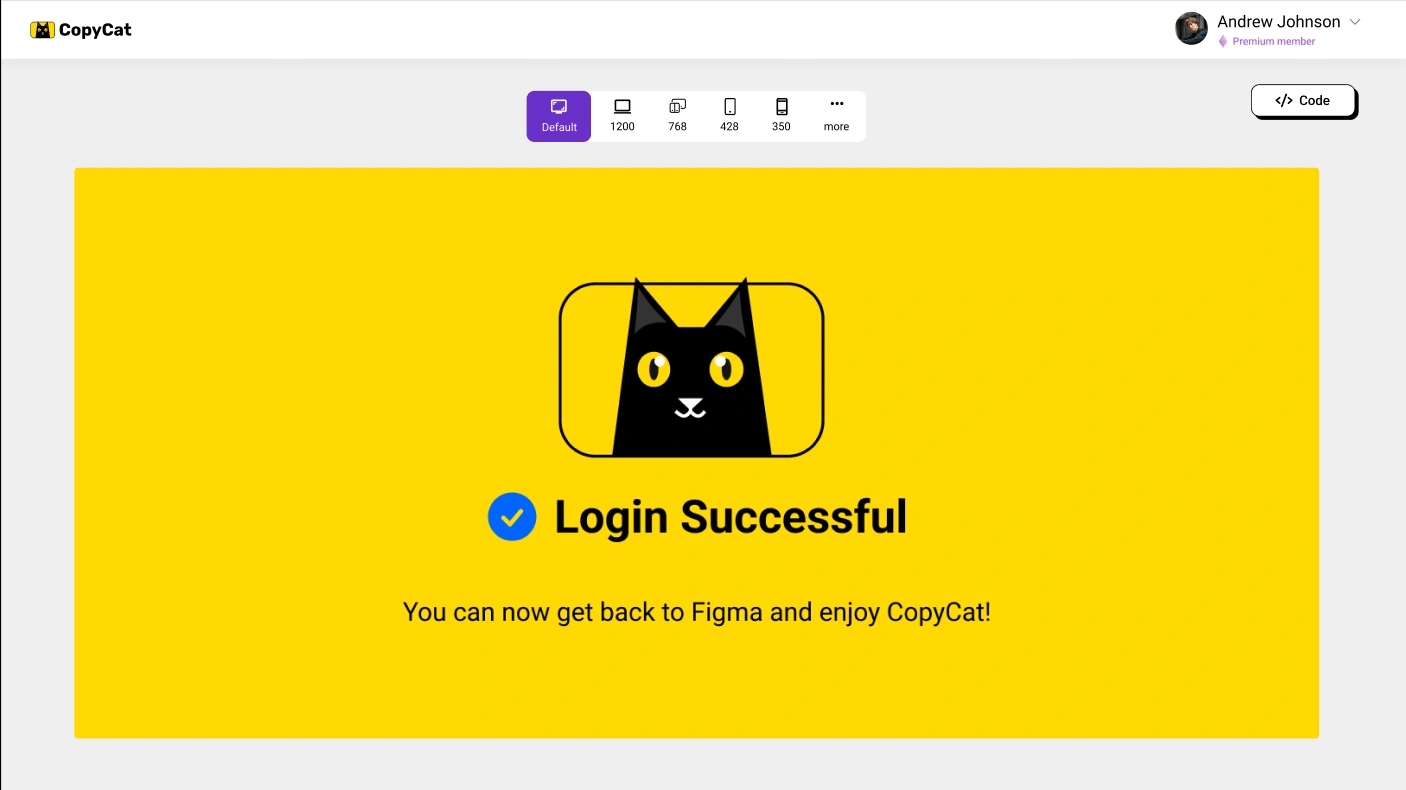 CopyCat
Andrew Johnson
Premium member
Default
1200
768
428
350
more
</> Code
Login Successful
You can now get back to Figma and enjoy CopyCat!